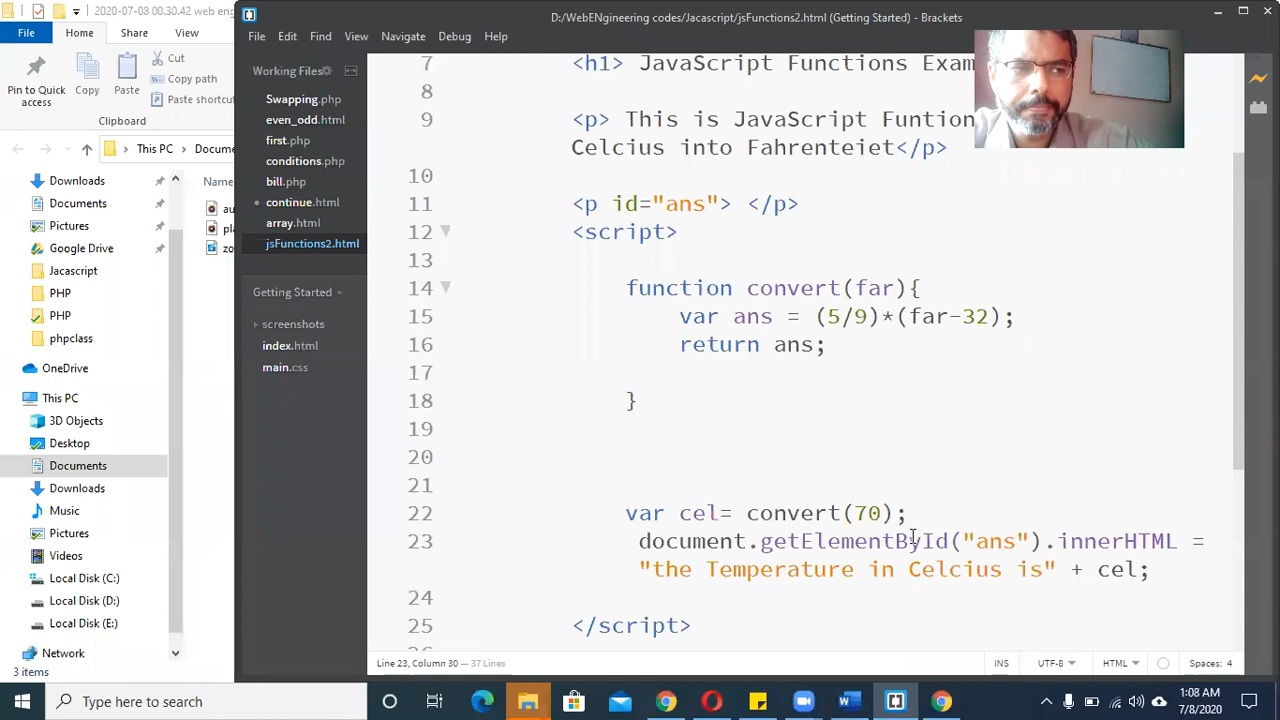 D:/WebENgineering codes/Jacascript/jsFunctions2.html (Getting Started) - Brackets
File Home Share View
Pin to Quick access
Copy
Paste
Cut
Copy path
Paste shortcu
Clipboard
This PC
Docume
Name
Downloads
Documents
Pictures
Google Drive
Jacascript
PHP
PHP
phpclass
OneDrive
This PC
3D Objects
Desktop
Documents
Downloads
Music
Pictures
Videos
Local Disk (C:)
Local Disk (D:)
Local Disk (E:)
Network
3 items
File Edit Find View Navigate Debug Help
Working Files
Swapping.php
even_odd.html
first.php
conditions.php
bill.php
continue.html
array.html
jsFunctions2.html
Getting Started
screenshots
index.html
main.css
7 <h1> JavaScript Functions Exam
8
9 <p> This is JavaScript Funtion
Celcius into Fahrenteiet</p>
10
11 <p id="ans"> </p>
12 <script>
13
14 function convert(far){
15 var ans = (5/9)*(far-32);
16 return ans;
17
18 }
19
20
21
22 var cel= convert(70);
23 document.getElementById("ans").innerHTML =
"the Temperature in Celcius is" + cel;
24
25 </script>
Line 23, Column 30 — 37 Lines
INS UTF-8 HTML Spaces: 4
Type here to search
1:08 AM
7/8/2020